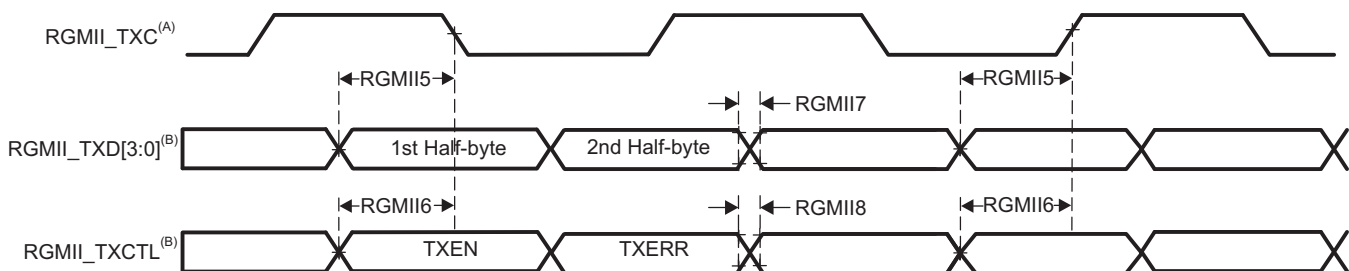 RGMII_TXC(A)
RGMII5 RGMII5
RGMII7
RGMII_TXD[3:0](B) 1st Half-byte 2nd Half-byte
RGMII6 RGMII8 RGMII6
RGMII_TXCTL(B) TXEN TXERR